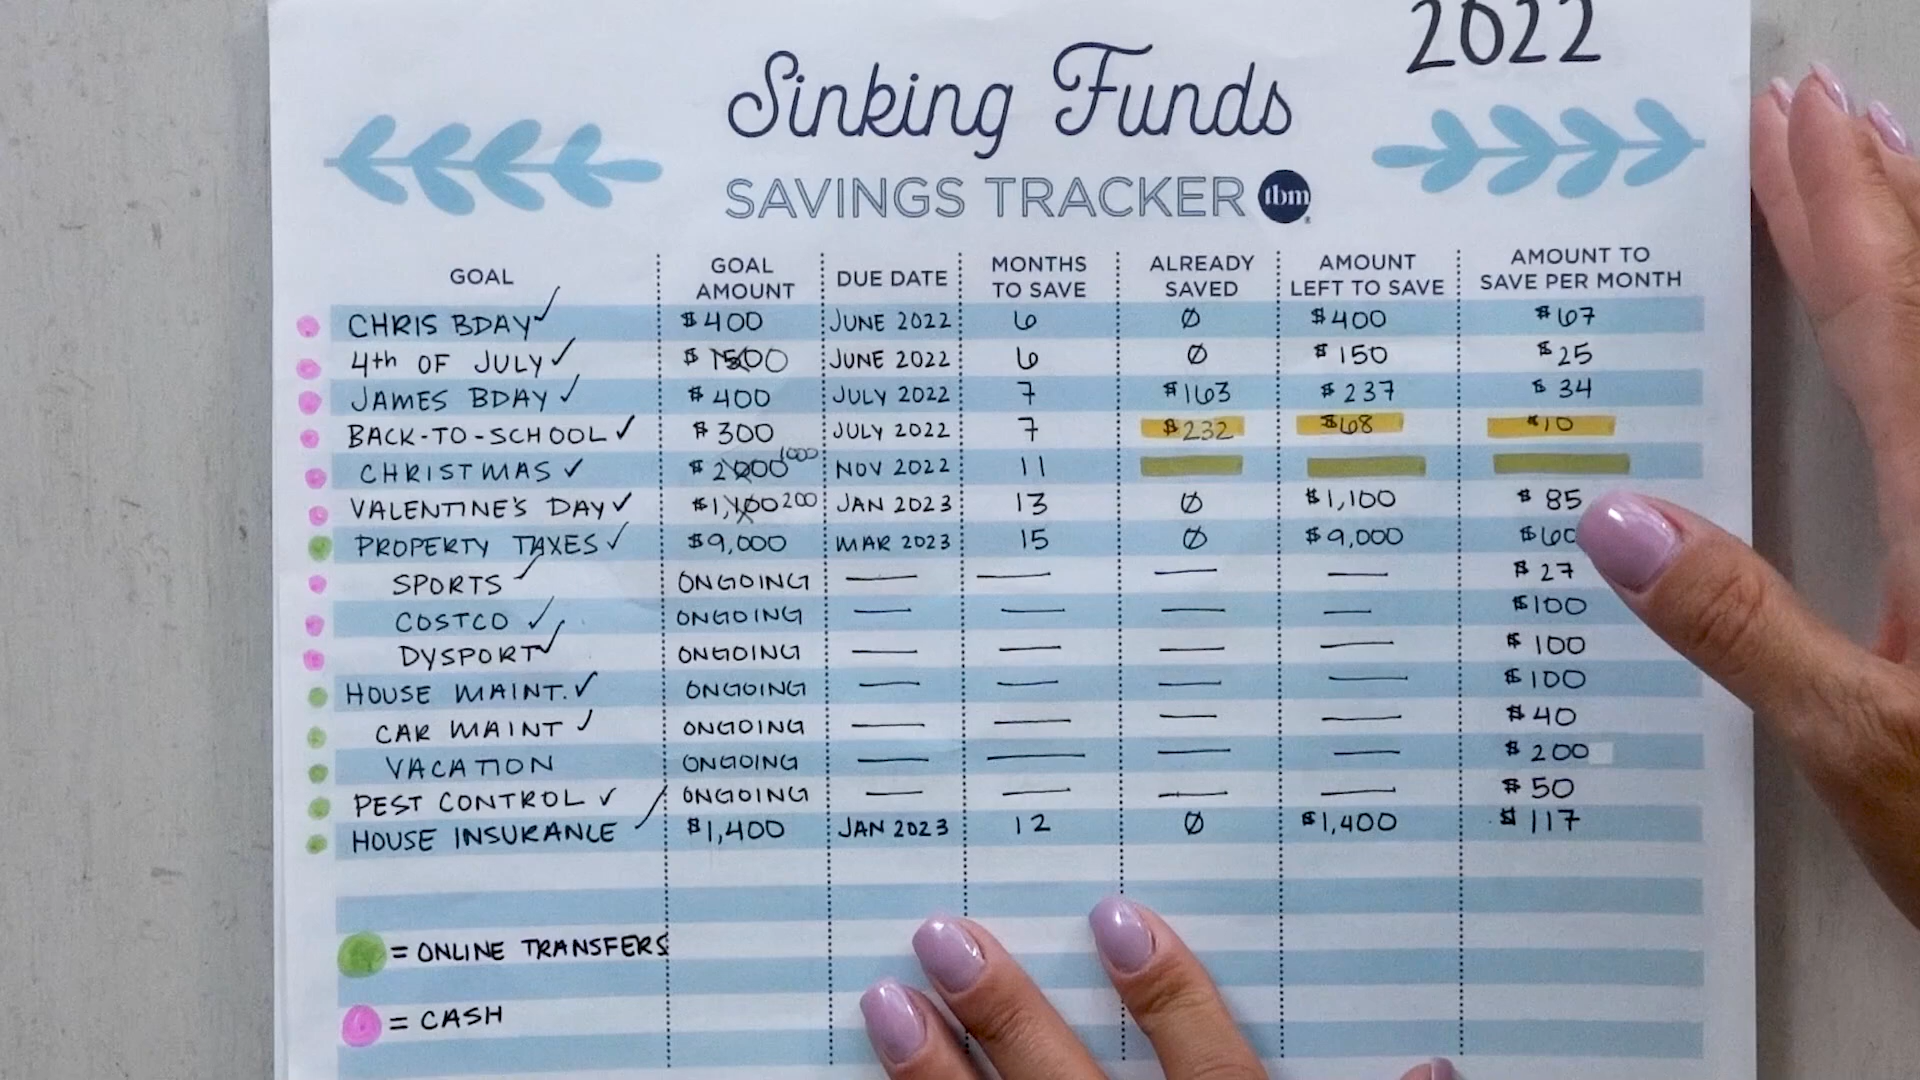 2022
Sinking Funds
SAVINGS TRACKER tbm
GOAL GOAL AMOUNT DUE DATE MONTHS TO SAVE ALREADY SAVED AMOUNT LEFT TO SAVE AMOUNT TO SAVE PER MONTH
CHRIS BDAY ✓ $400 JUNE 2022 6 Ø $400 $67
4th OF JULY ✓ $ JUNE 2022 6 Ø $150 $25
JAMES BDAY ✓ $400 JULY 2022 7 $163 $237 $34
BACK-TO-SCHOOL ✓ $300 JULY 2022 7 $232 $68 $10
CHRISTMAS ✓ $2000 1000 NOV 2022 11
VALENTINE'S DAY ✓ $1,100 200 JAN 2023 13 Ø $1,100 $85
PROPERTY TAXES ✓ $9,000 MAR 2023 15 Ø $9,000 $60
SPORTS ✓ ONGOING — — — — $27
COSTCO ✓ ONGOING — — — — $100
DYSPORT ✓ ONGOING — — — — $100
HOUSE MAINT. ✓ ONGOING — — — — $100
CAR MAINT ✓ ONGOING — — — — $40
VACATION ONGOING — — — — $200
PEST CONTROL ✓ ONGOING — — — — $50
HOUSE INSURANCE ✓ $1,400 JAN 2023 12 Ø $1,400 $117
= ONLINE TRANSFERS
= CASH